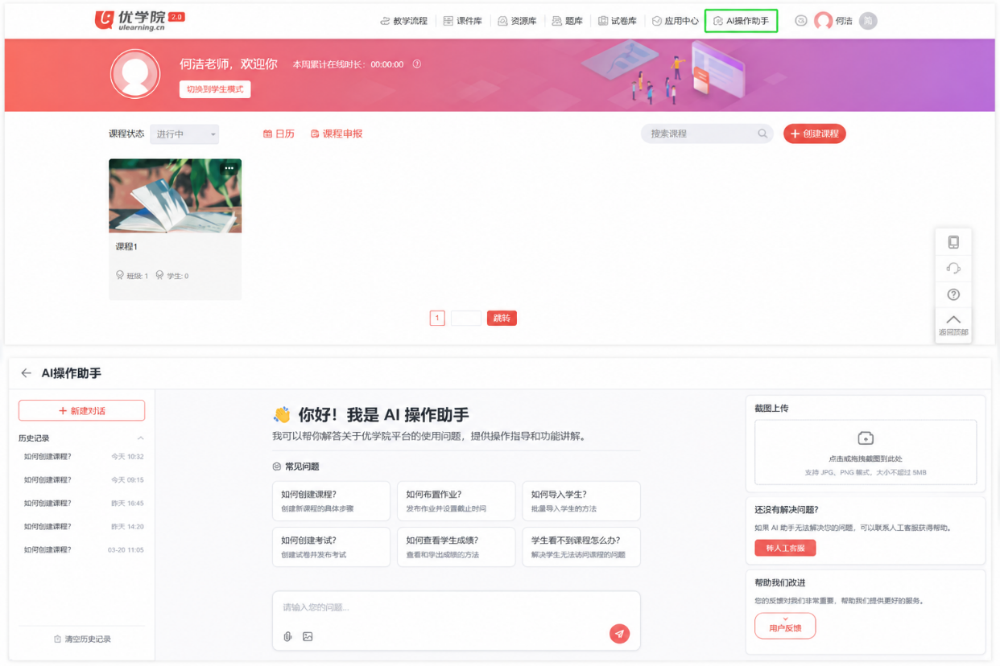 优学院 2.0
ulearning.cn
教学流程
课件库
资源库
题库
试卷库
应用中心
AI操作助手
何洁
简
何洁老师，欢迎你
本周累计在线时长：00:00:00
切换到学生模式
课程状态
进行中
日历
课程申报
搜索课程
创建课程
课程1
班级: 1
学生: 0
1
跳转
返回顶部
AI操作助手
新建对话
历史记录
如何创建课程? 今天 10:32
如何创建课程? 今天 09:15
如何创建课程? 昨天 16:45
如何创建课程? 昨天 14:20
如何创建课程? 03-20 11:05
清空历史记录
你好！我是 AI 操作助手
我可以帮你解答关于优学院平台的使用问题，提供操作指导和功能讲解。
常见问题
如何创建课程?
创建新课程的具体步骤
如何布置作业?
发布作业并设置截止时间
如何导入学生?
批量导入学生的方法
如何创建考试?
创建试卷并发布考试
如何查看学生成绩?
查看和导出成绩的方法
学生看不到课程怎么办?
解决学生无法访问课程的问题
请输入您的问题...
截图上传
点击或拖拽截图到此处
支持 JPG、PNG 格式，大小不超过 5MB
还没有解决问题?
如果 AI 助手无法解决您的问题，可以联系人工客服获得帮助。
转人工客服
帮助我们改进
您的反馈对我们非常重要，帮助我们提供更好的服务。
用户反馈